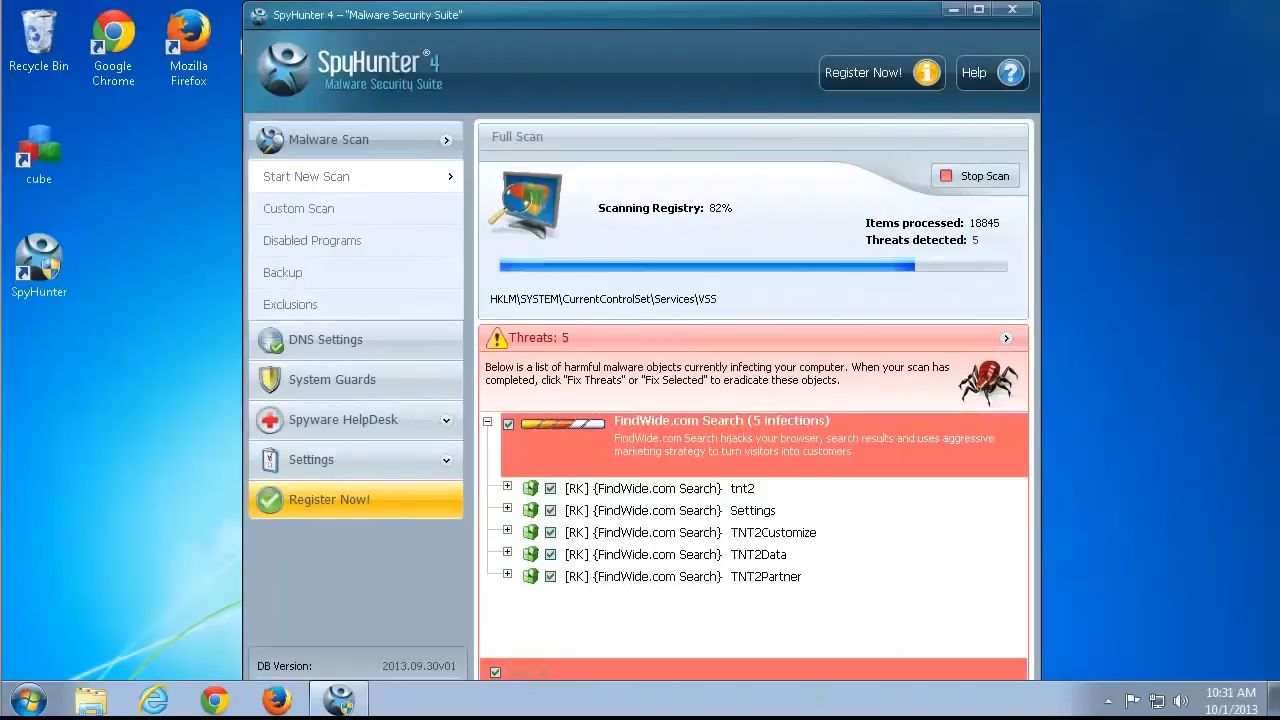 Recycle Bin
Google Chrome
Mozilla Firefox
cube
SpyHunter
SpyHunter 4 – "Malware Security Suite"
SpyHunter® 4
Malware Security Suite
Register Now!
Help
Malware Scan
Start New Scan
Custom Scan
Disabled Programs
Backup
Exclusions
DNS Settings
System Guards
Spyware HelpDesk
Settings
Register Now!
DB Version: 2013.09.30v01
Full Scan
Stop Scan
Scanning Registry: 82%
Items processed: 18845
Threats detected: 5
HKLM\SYSTEM\CurrentControlSet\Services\VSS
Threats: 5
Below is a list of harmful malware objects currently infecting your computer. When your scan has
completed, click "Fix Threats" or "Fix Selected" to eradicate these objects.
FindWide.com Search (5 infections)
FindWide.com Search hijacks your browser, search results and uses aggressive
marketing strategy to turn visitors into customers.
[RK] {FindWide.com Search} tnt2
[RK] {FindWide.com Search} Settings
[RK] {FindWide.com Search} TNT2Customize
[RK] {FindWide.com Search} TNT2Data
[RK] {FindWide.com Search} TNT2Partner
10:31 AM
10/1/2013